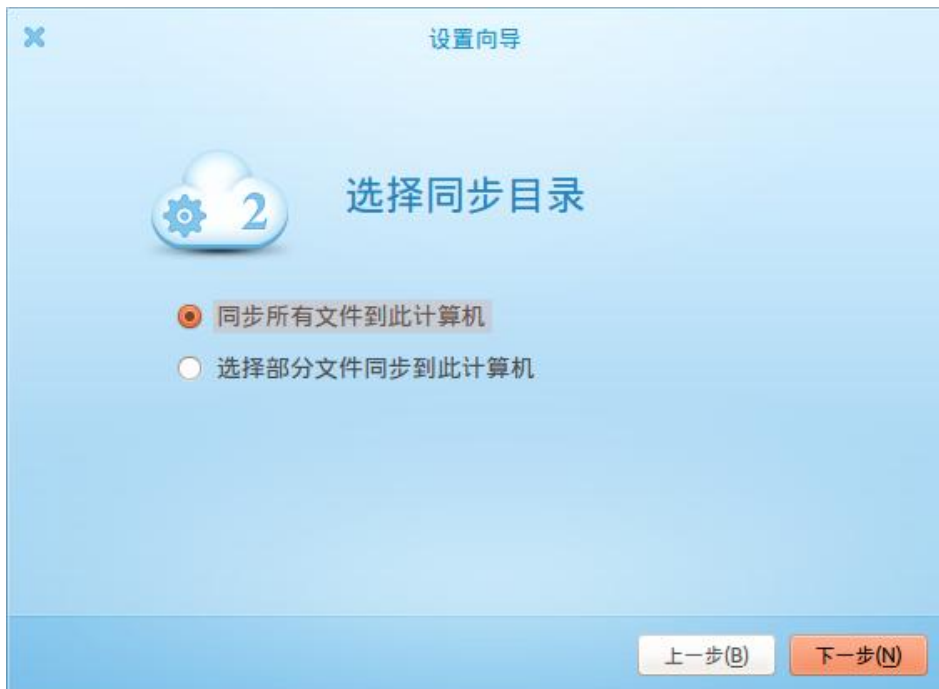 设置向导
2
选择同步目录
同步所有文件到此计算机
选择部分文件同步到此计算机
上一步(B)
下一步(N)